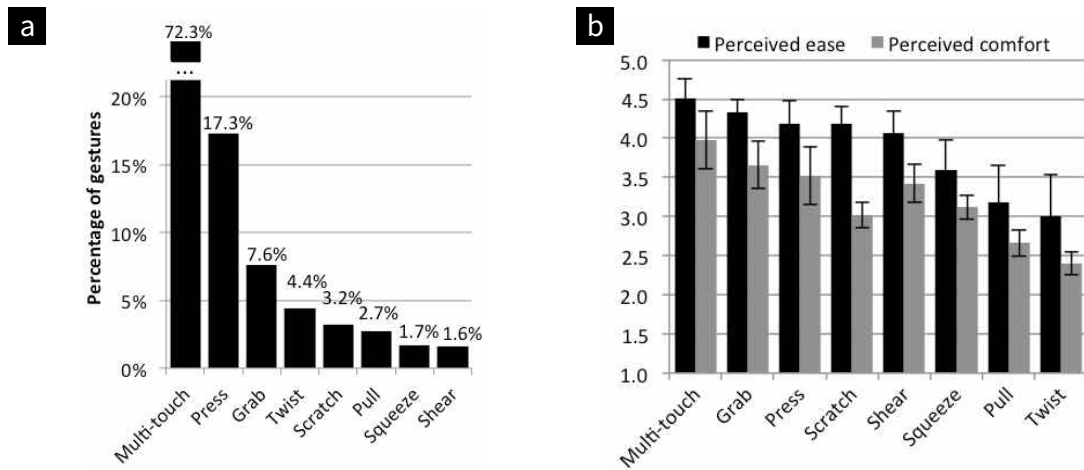 a
72.3%
...
20%
17.3%
15%
10%
7.6%
4.4%
3.2%
2.7%
1.7%
1.6%
5%
0%
Percentage of gestures
Multi-touch
Press
Grab
Twist
Scratch
Pull
Squeeze
Shear
b
Perceived ease
Perceived comfort
5.0
4.5
4.0
3.5
3.0
2.5
2.0
1.5
1.0
Multi-touch
Grab
Press
Scratch
Shear
Squeeze
Pull
Twist